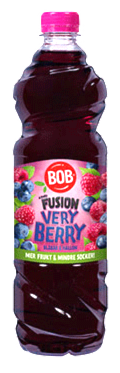 BOB
FUSION
VERY
BERRY
MER FRUKT & MINDRE SOCKER!